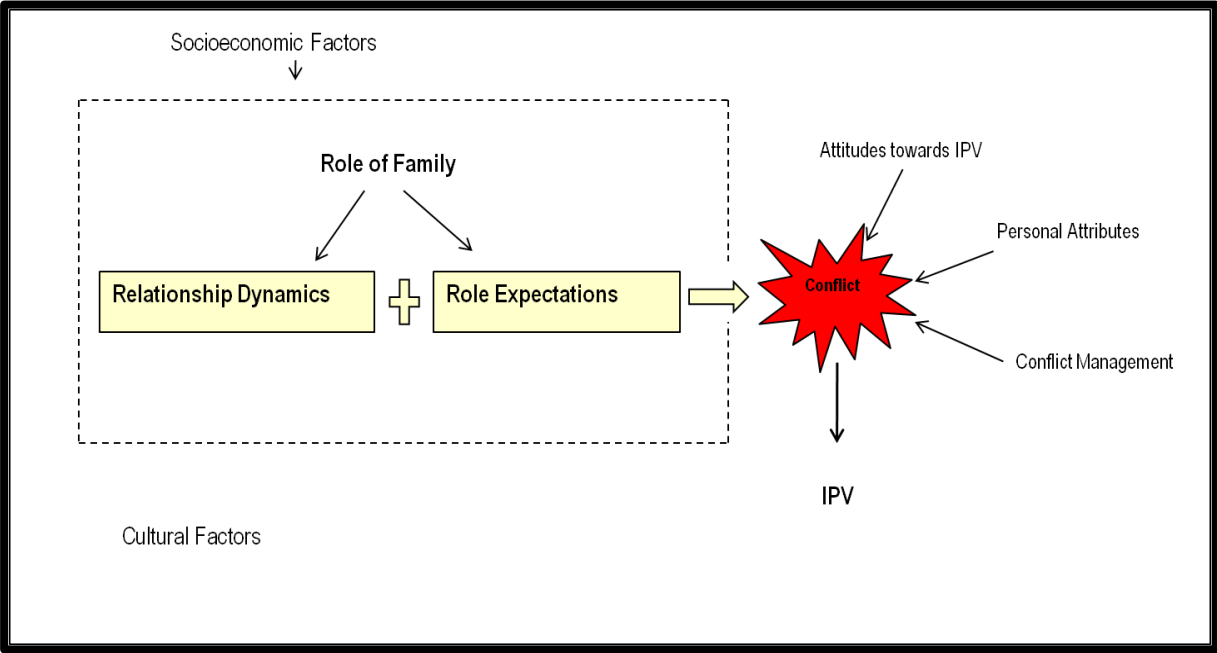 Socioeconomic Factors
Role of Family
Attitudes towards IPV
Personal Attributes
Relationship Dynamics
Role Expectations
Conflict
Conflict Management
IPV
Cultural Factors